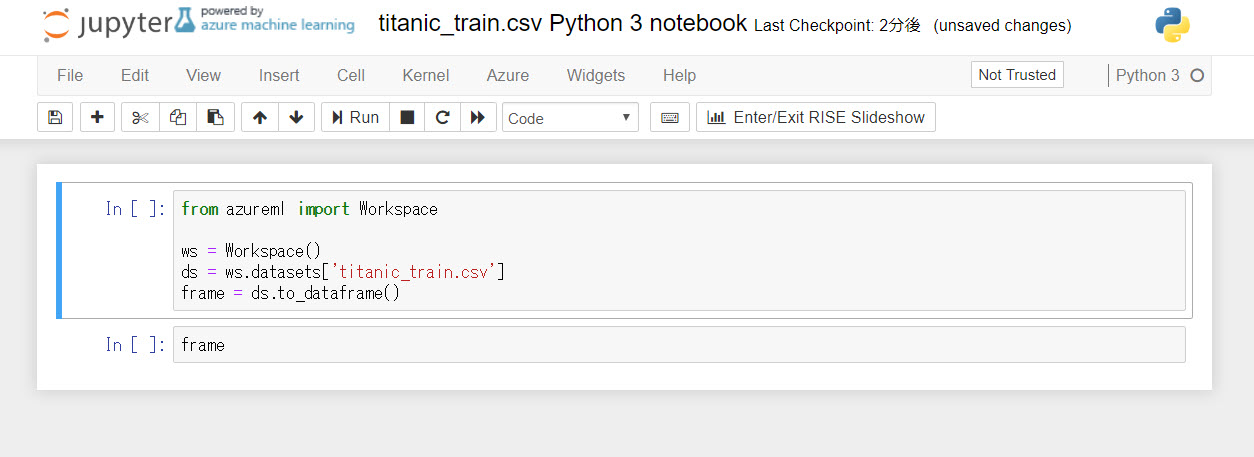 jupyter powered by
azure machine learning
titanic_train.csv Python 3 notebook Last Checkpoint: 2分後 (unsaved changes)
File Edit View Insert Cell Kernel Azure Widgets Help Not Trusted Python 3
Run Code Enter/Exit RISE Slideshow
In [ ]: from azureml import Workspace
ws = Workspace()
ds = ws.datasets['titanic_train.csv']
frame = ds.to_dataframe()
In [ ]: frame